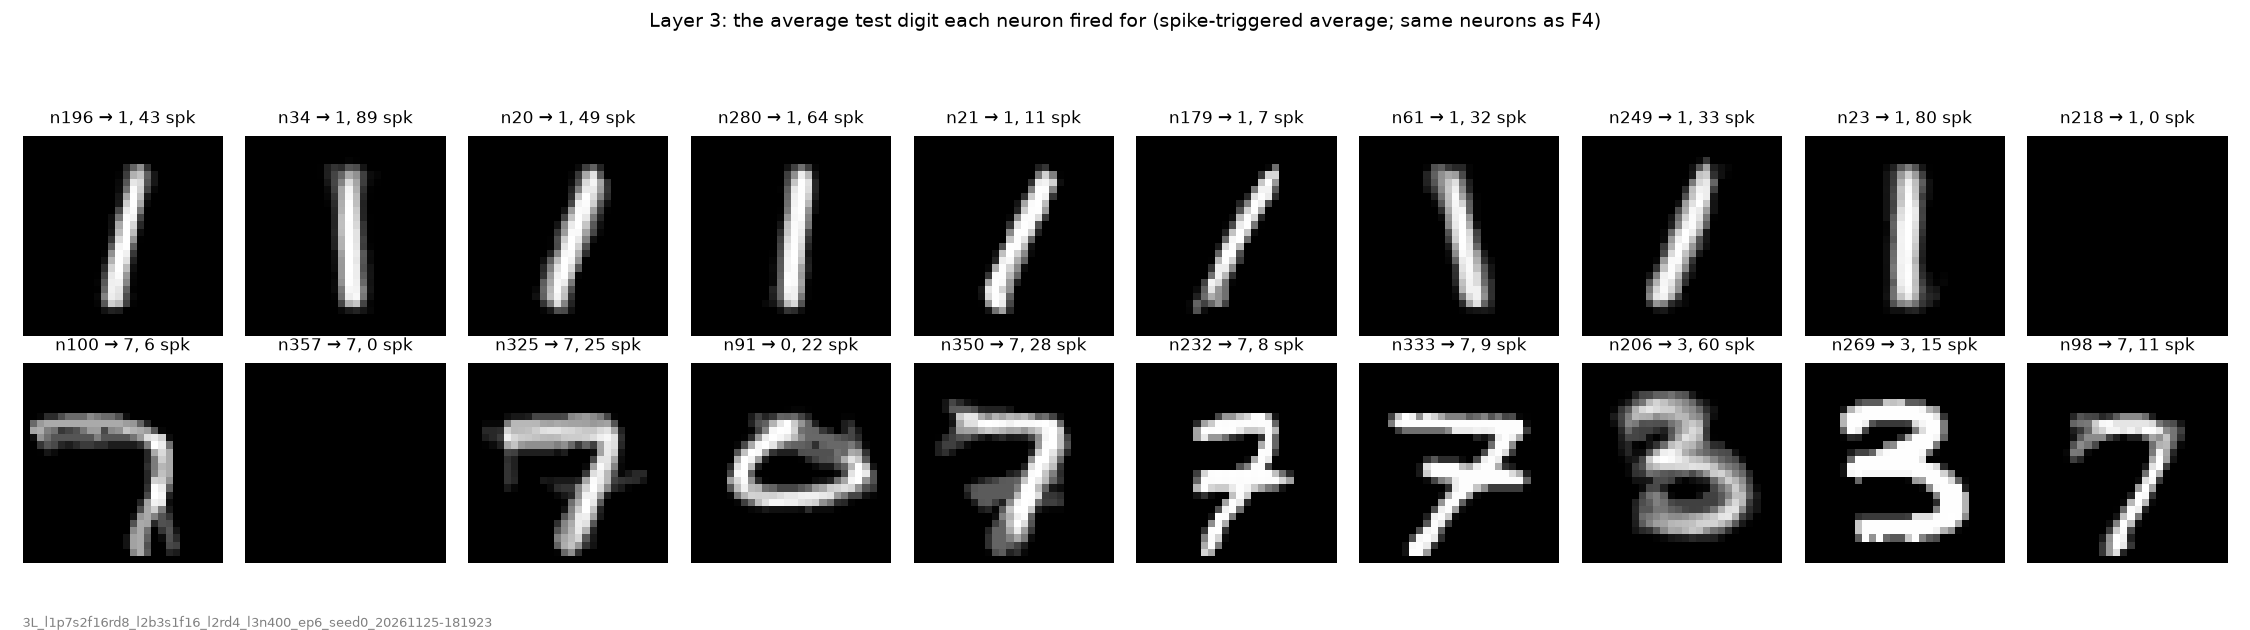 Layer 3: the average test digit each neuron fired for (spike-triggered average; same neurons as F4)
n196 → 1, 43 spk n34 → 1, 89 spk n20 → 1, 49 spk n280 → 1, 64 spk n21 → 1, 11 spk n179 → 1, 7 spk n61 → 1, 32 spk n249 → 1, 33 spk n23 → 1, 80 spk n218 → 1, 0 spk
n100 → 7, 6 spk n357 → 7, 0 spk n325 → 7, 25 spk n91 → 0, 22 spk n350 → 7, 28 spk n232 → 7, 8 spk n333 → 7, 9 spk n206 → 3, 60 spk n269 → 3, 15 spk n98 → 7, 11 spk
3L_l1p7s2f16rd8_l2b3s1f16_l2rd4_l3n400_ep6_seed0_20261125-181923